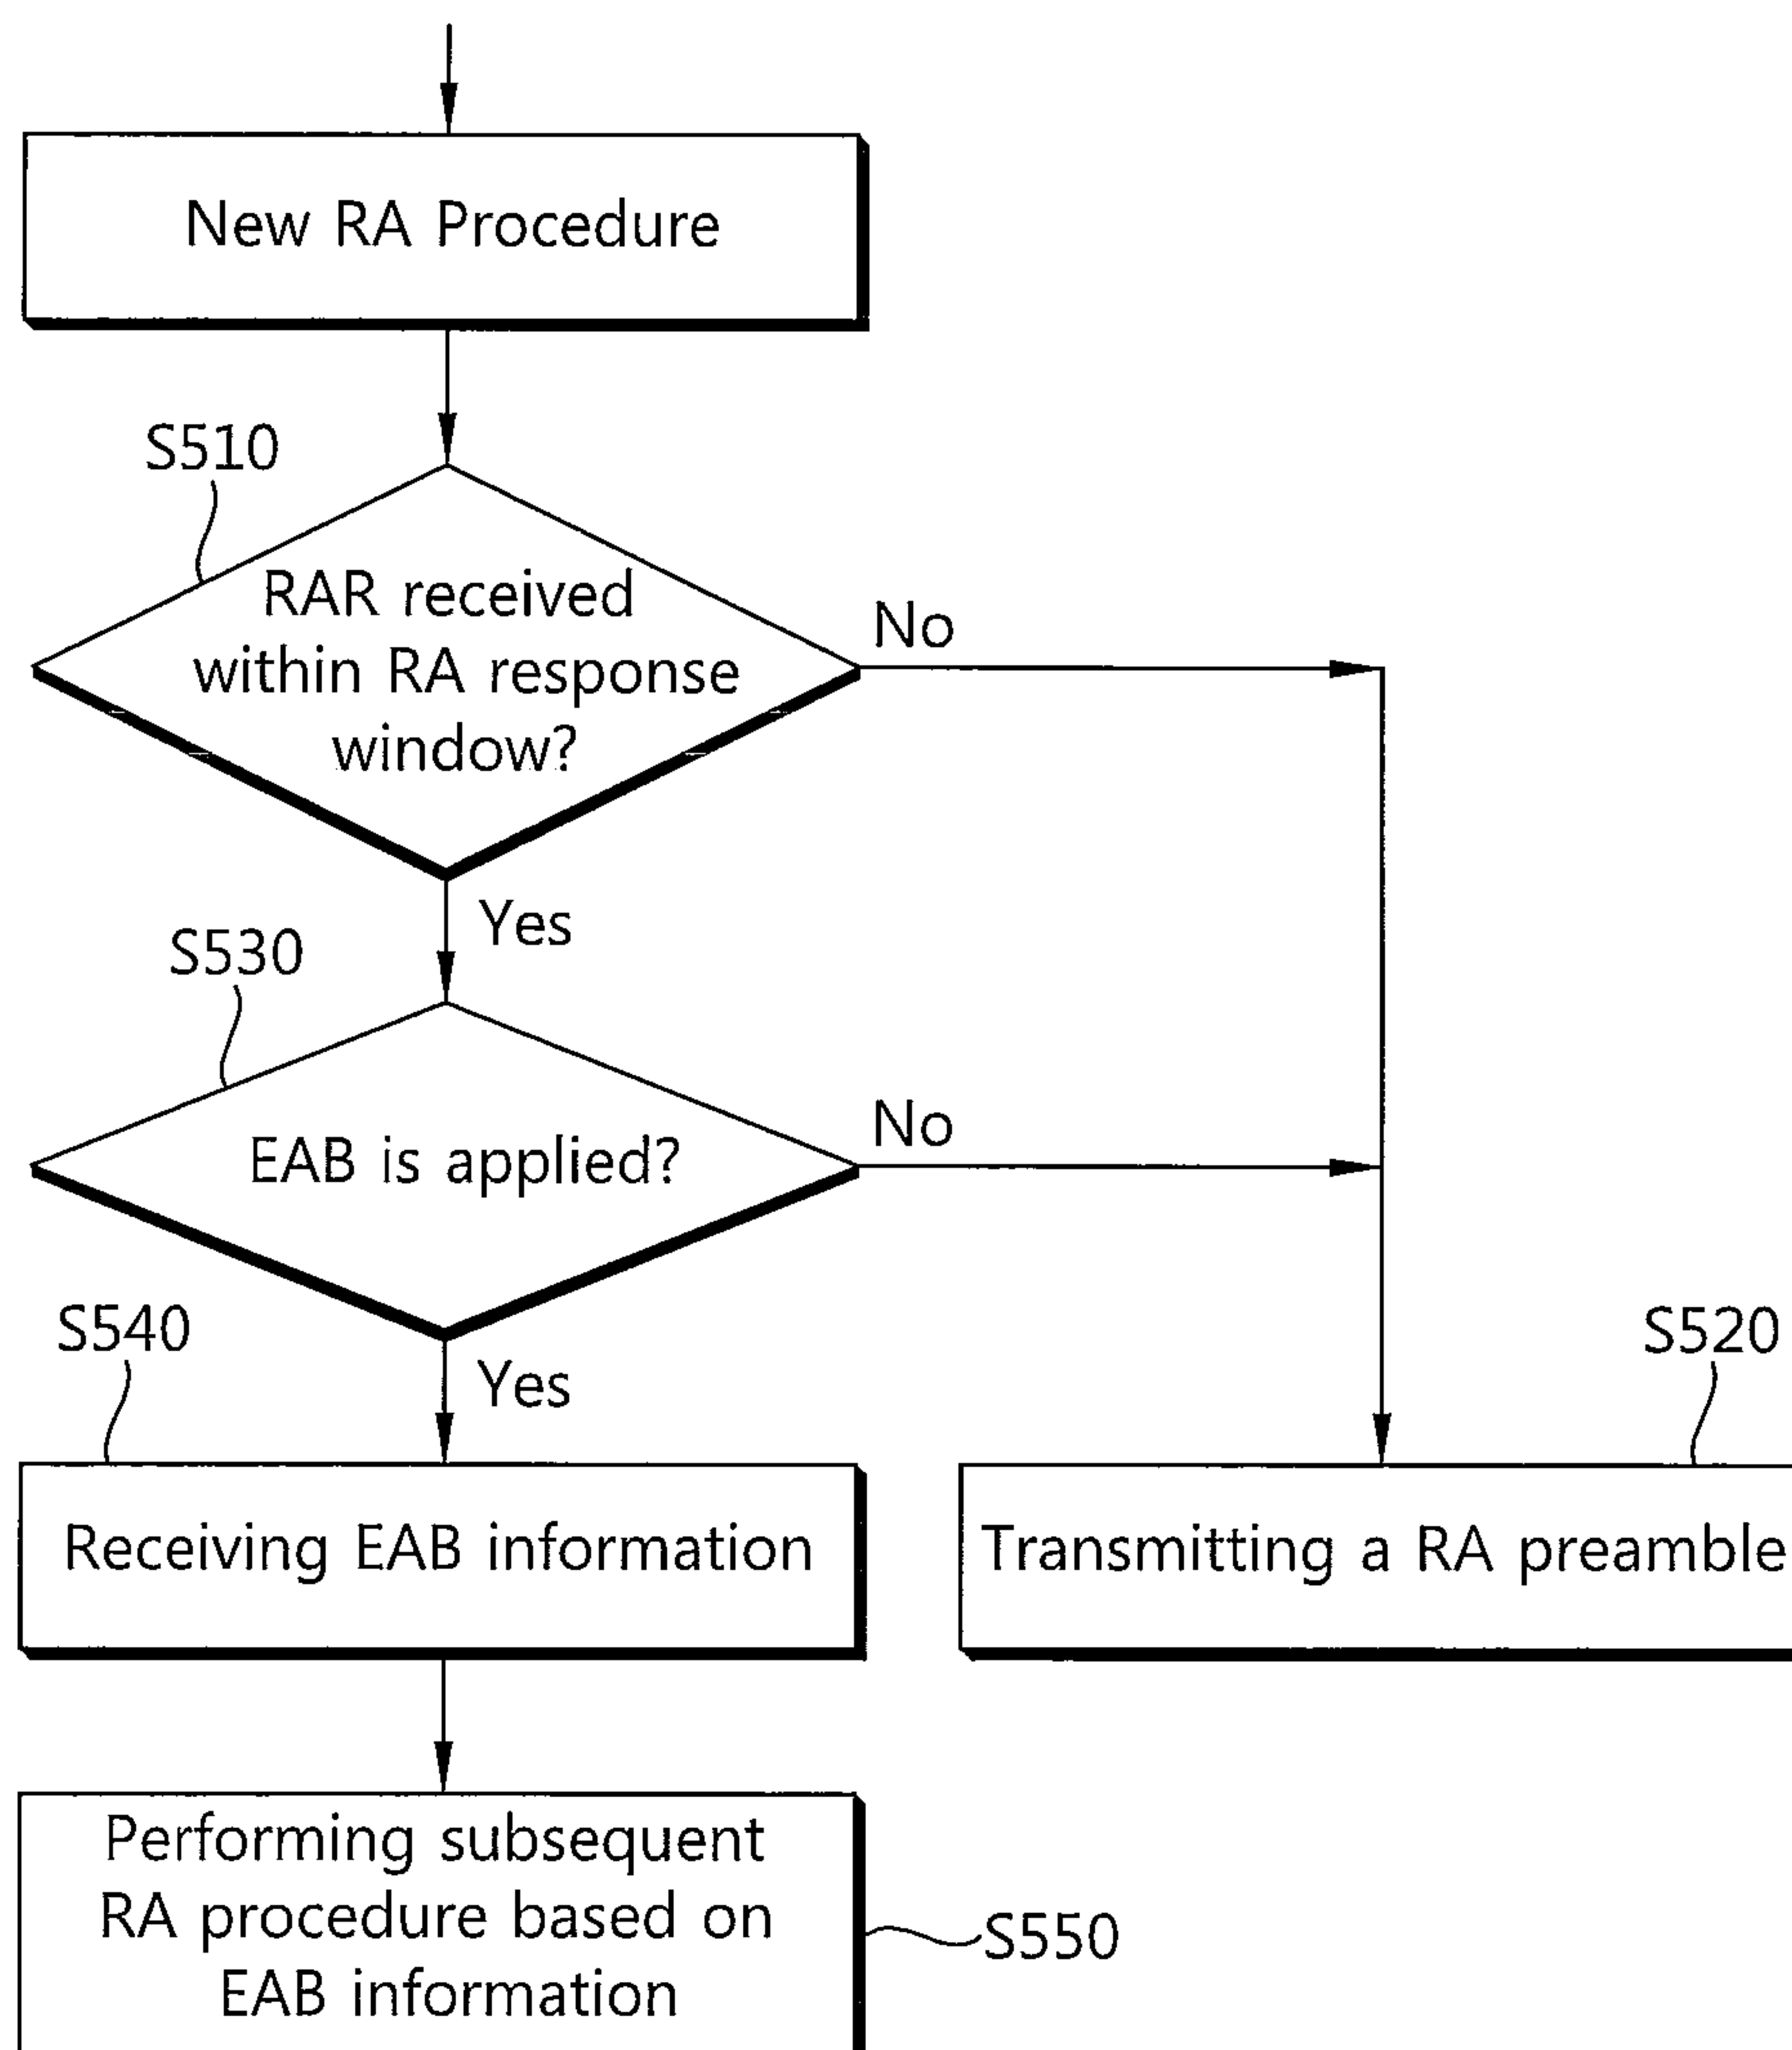 New RA Procedure
S510
RAR received
within RA response
window?
No
Yes
S530
EAB is applied?
No
Yes
S540
S520
Receiving EAB information
Transmitting a RA preamble
Performing subsequent
RA procedure based on
EAB information
S550